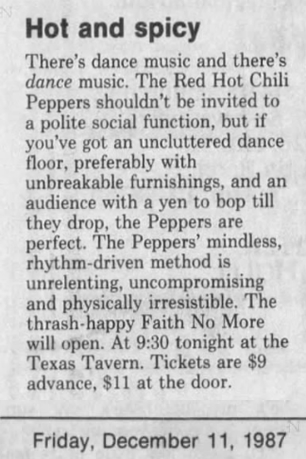 Hot and spicy
There's dance music and there's
dance music. The Red Hot Chili
Peppers shouldn't be invited to
a polite social function, but if
you've got an uncluttered dance
floor, preferably with
unbreakable furnishings, and an
audience with a yen to bop till
they drop, the Peppers are
perfect. The Peppers' mindless,
rhythm-driven method is
unrelenting, uncompromising
and physically irresistible. The
thrash-happy Faith No More
will open. At 9:30 tonight at the
Texas Tavern. Tickets are $9
advance, $11 at the door.
Friday, December 11, 1987